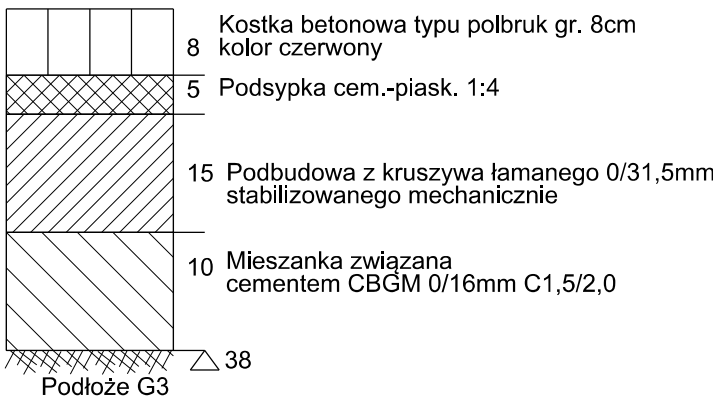 Kostka betonowa typu polbruk gr. 8cm
8 kolor czerwony
5 Podsypka cem.-piask. 1:4
15 Podbudowa z kruszywa łamanego 0/31,5mm
stabilizowanego mechanicznie
10 Mieszanka związana
cementem CBGM 0/16mm C1,5/2,0
38
Podłoże G3